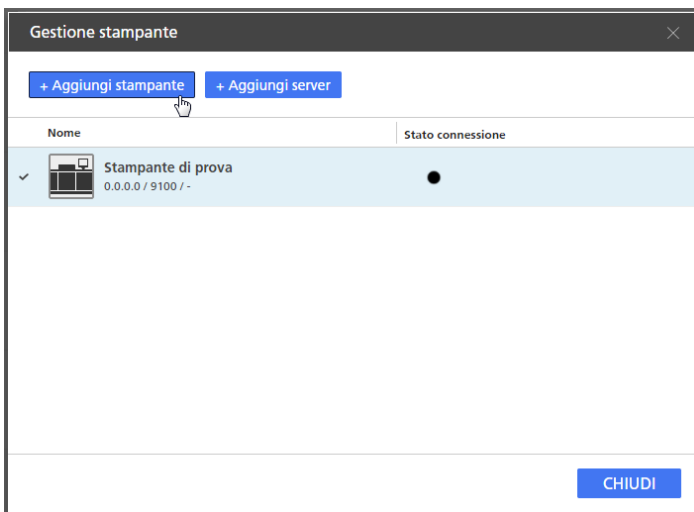 Gestione stampante
+ Aggiungi stampante + Aggiungi server
Nome Stato connessione
Stampante di prova
0.0.0.0 / 9100 / -
CHIUDI